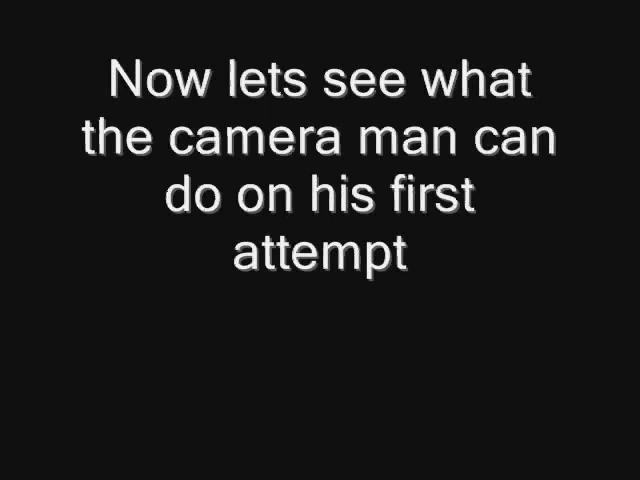 Now lets see what
the camera man can
do on his first
attempt